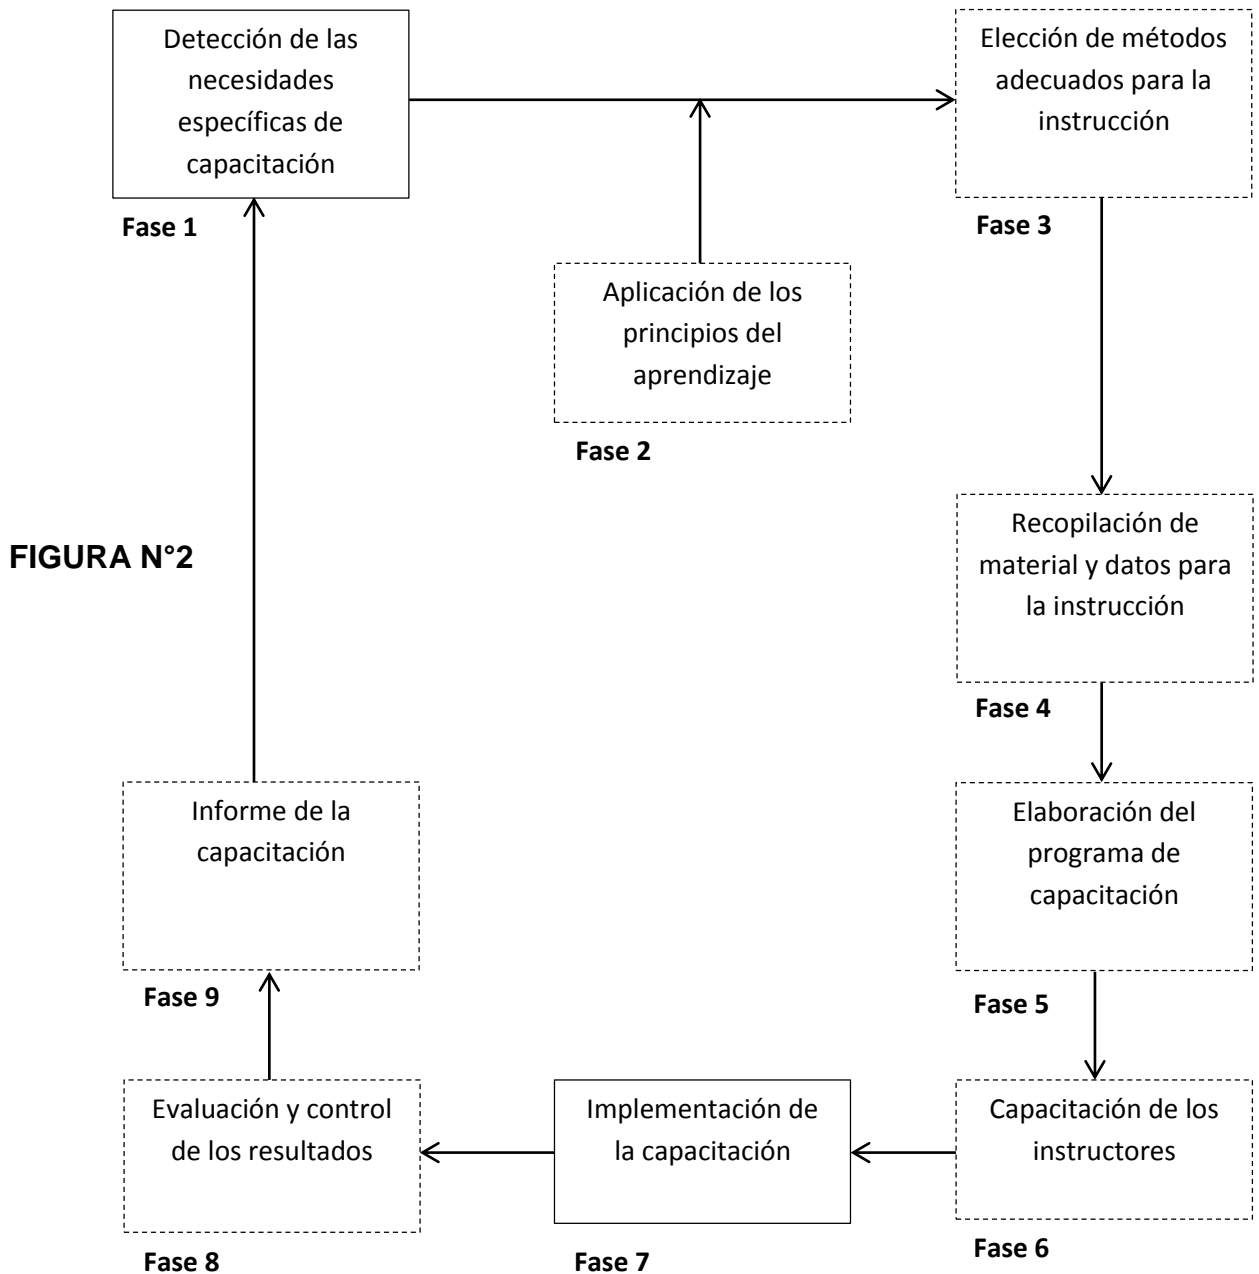 Detección de las
necesidades
específicas de
capacitación
Fase 1
Aplicación de los
principios del
aprendizaje
Fase 2
Elección de métodos
adecuados para la
instrucción
Fase 3
FIGURA N°2
Recopilación de
material y datos para
la instrucción
Fase 4
Elaboración del
programa de
capacitación
Fase 5
Capacitación de los
instructores
Fase 6
Implementación de
la capacitación
Fase 7
Evaluación y control
de los resultados
Fase 8
Informe de la
capacitación
Fase 9